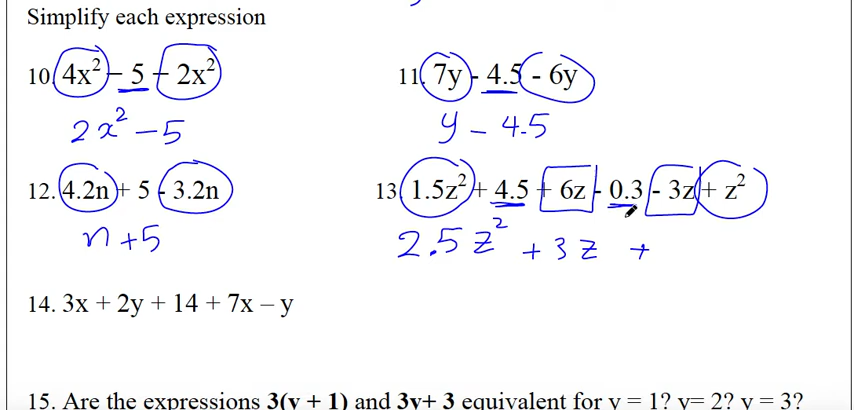 Simplify each expression
10. 4x² – 5 – 2x²
11. 7y - 4.5 - 6y
2x² – 5
y – 4.5
12. 4.2n + 5 - 3.2n
13. 1.5z² + 4.5 + 6z - 0.3 - 3z + z²
n + 5
2.5z² + 3z +
14. 3x + 2y + 14 + 7x – y
15. Are the expressions 3(y + 1) and 3y+ 3 equivalent for y = 1? y= 2? y = 3?